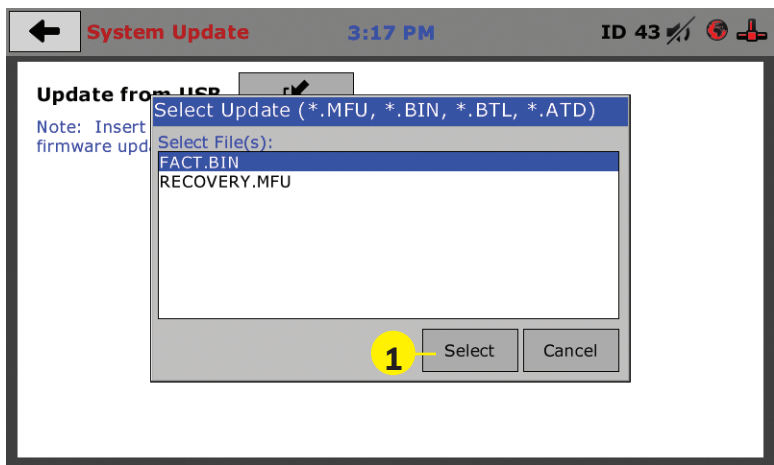 System Update 3:17 PM ID 43
Update from USB
Note: Insert
firmware upd
Select Update (*.MFU, *.BIN, *.BTL, *.ATD)
Select File(s):
FACT.BIN
RECOVERY.MFU
1 Select Cancel